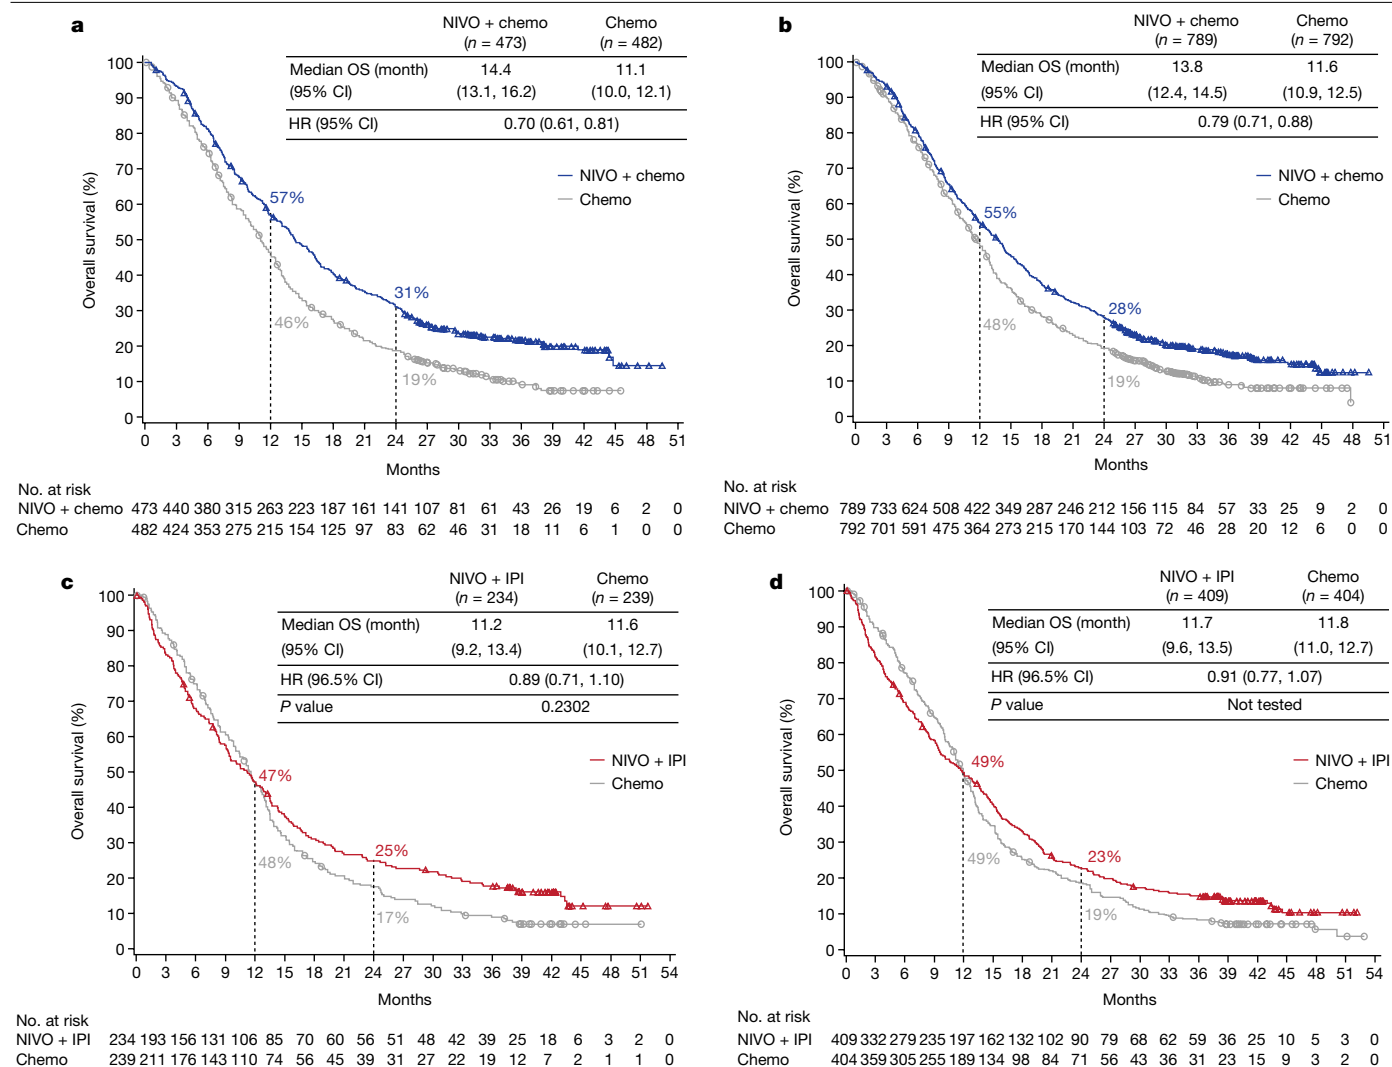 a
NIVO + chemo Chemo
(n = 473) (n = 482)
Median OS (month) 14.4 11.1
(95% CI) (13.1, 16.2) (10.0, 12.1)
HR (95% CI) 0.70 (0.61, 0.81)
NIVO + chemo
Chemo
Overall survival (%)
100
90
80
70
60
50
40
30
20
10
0
57%
46%
31%
19%
0 3 6 9 12 15 18 21 24 27 30 33 36 39 42 45 48 51
Months
No. at risk
NIVO + chemo 473 440 380 315 263 223 187 161 141 107 81 61 43 26 19 6 2 0
Chemo 482 424 353 275 215 154 125 97 83 62 46 31 18 11 6 1 0 0
b
NIVO + chemo Chemo
(n = 789) (n = 792)
Median OS (month) 13.8 11.6
(95% CI) (12.4, 14.5) (10.9, 12.5)
HR (95% CI) 0.79 (0.71, 0.88)
NIVO + chemo
Chemo
Overall survival (%)
100
90
80
70
60
50
40
30
20
10
0
55%
48%
28%
19%
0 3 6 9 12 15 18 21 24 27 30 33 36 39 42 45 48 51
Months
No. at risk
NIVO + chemo 789 733 624 508 422 349 287 246 212 156 115 84 57 33 25 9 2 0
Chemo 792 701 591 475 364 273 215 170 144 103 72 46 28 20 12 6 0 0
c
NIVO + IPI Chemo
(n = 234) (n = 239)
Median OS (month) 11.2 11.6
(95% CI) (9.2, 13.4) (10.1, 12.7)
HR (96.5% CI) 0.89 (0.71, 1.10)
P value 0.2302
NIVO + IPI
Chemo
Overall survival (%)
100
90
80
70
60
50
40
30
20
10
0
47%
48%
25%
17%
0 3 6 9 12 15 18 21 24 27 30 33 36 39 42 45 48 51 54
Months
No. at risk
NIVO + IPI 234 193 156 131 106 85 70 60 56 51 48 42 39 25 18 6 3 2 0
Chemo 239 211 176 143 110 74 56 45 39 31 27 22 19 12 7 2 1 1 0
d
NIVO + IPI Chemo
(n = 409) (n = 404)
Median OS (month) 11.7 11.8
(95% CI) (9.6, 13.5) (11.0, 12.7)
HR (96.5% CI) 0.91 (0.77, 1.07)
P value Not tested
NIVO + IPI
Chemo
Overall survival (%)
100
90
80
70
60
50
40
30
20
10
0
49%
49%
23%
19%
0 3 6 9 12 15 18 21 24 27 30 33 36 39 42 45 48 51 54
Months
No. at risk
NIVO + IPI 409 332 279 235 197 162 132 102 90 79 68 62 59 36 25 10 5 3 0
Chemo 404 359 305 255 189 134 98 84 71 56 43 36 31 23 15 9 3 2 0